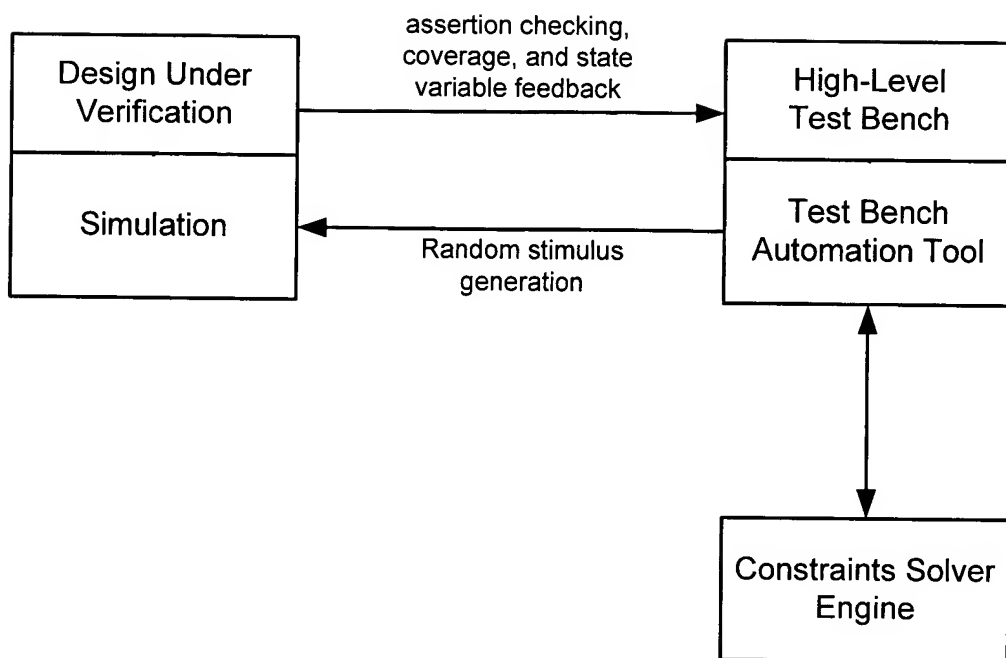 assertion checking,
coverage, and state
variable feedback
Design Under
Verification
High-Level
Test Bench
Simulation
Random stimulus
generation
Test Bench
Automation Tool
Constraints Solver
Engine